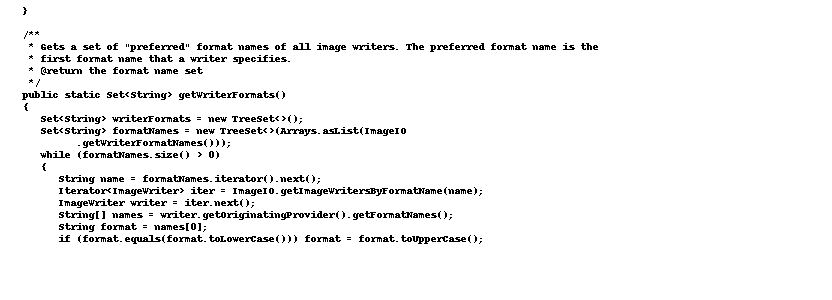 }
/**
* Gets a set of "preferred" format names of all image writers. The preferred format name is the
* first format name that a writer specifies.
* @return the format name set
*/
public static Set<String> getWriterFormats()
{
Set<String> writerFormats = new TreeSet<>();
Set<String> formatNames = new TreeSet<>(Arrays.asList(ImageIO
.getWriterFormatNames()));
while (formatNames.size() > 0)
{
String name = formatNames.iterator().next();
Iterator<ImageWriter> iter = ImageIO.getImageWritersByFormatName(name);
ImageWriter writer = iter.next();
String[] names = writer.getOriginatingProvider().getFormatNames();
String format = names[0];
if (format.equals(format.toLowerCase())) format = format.toUpperCase();